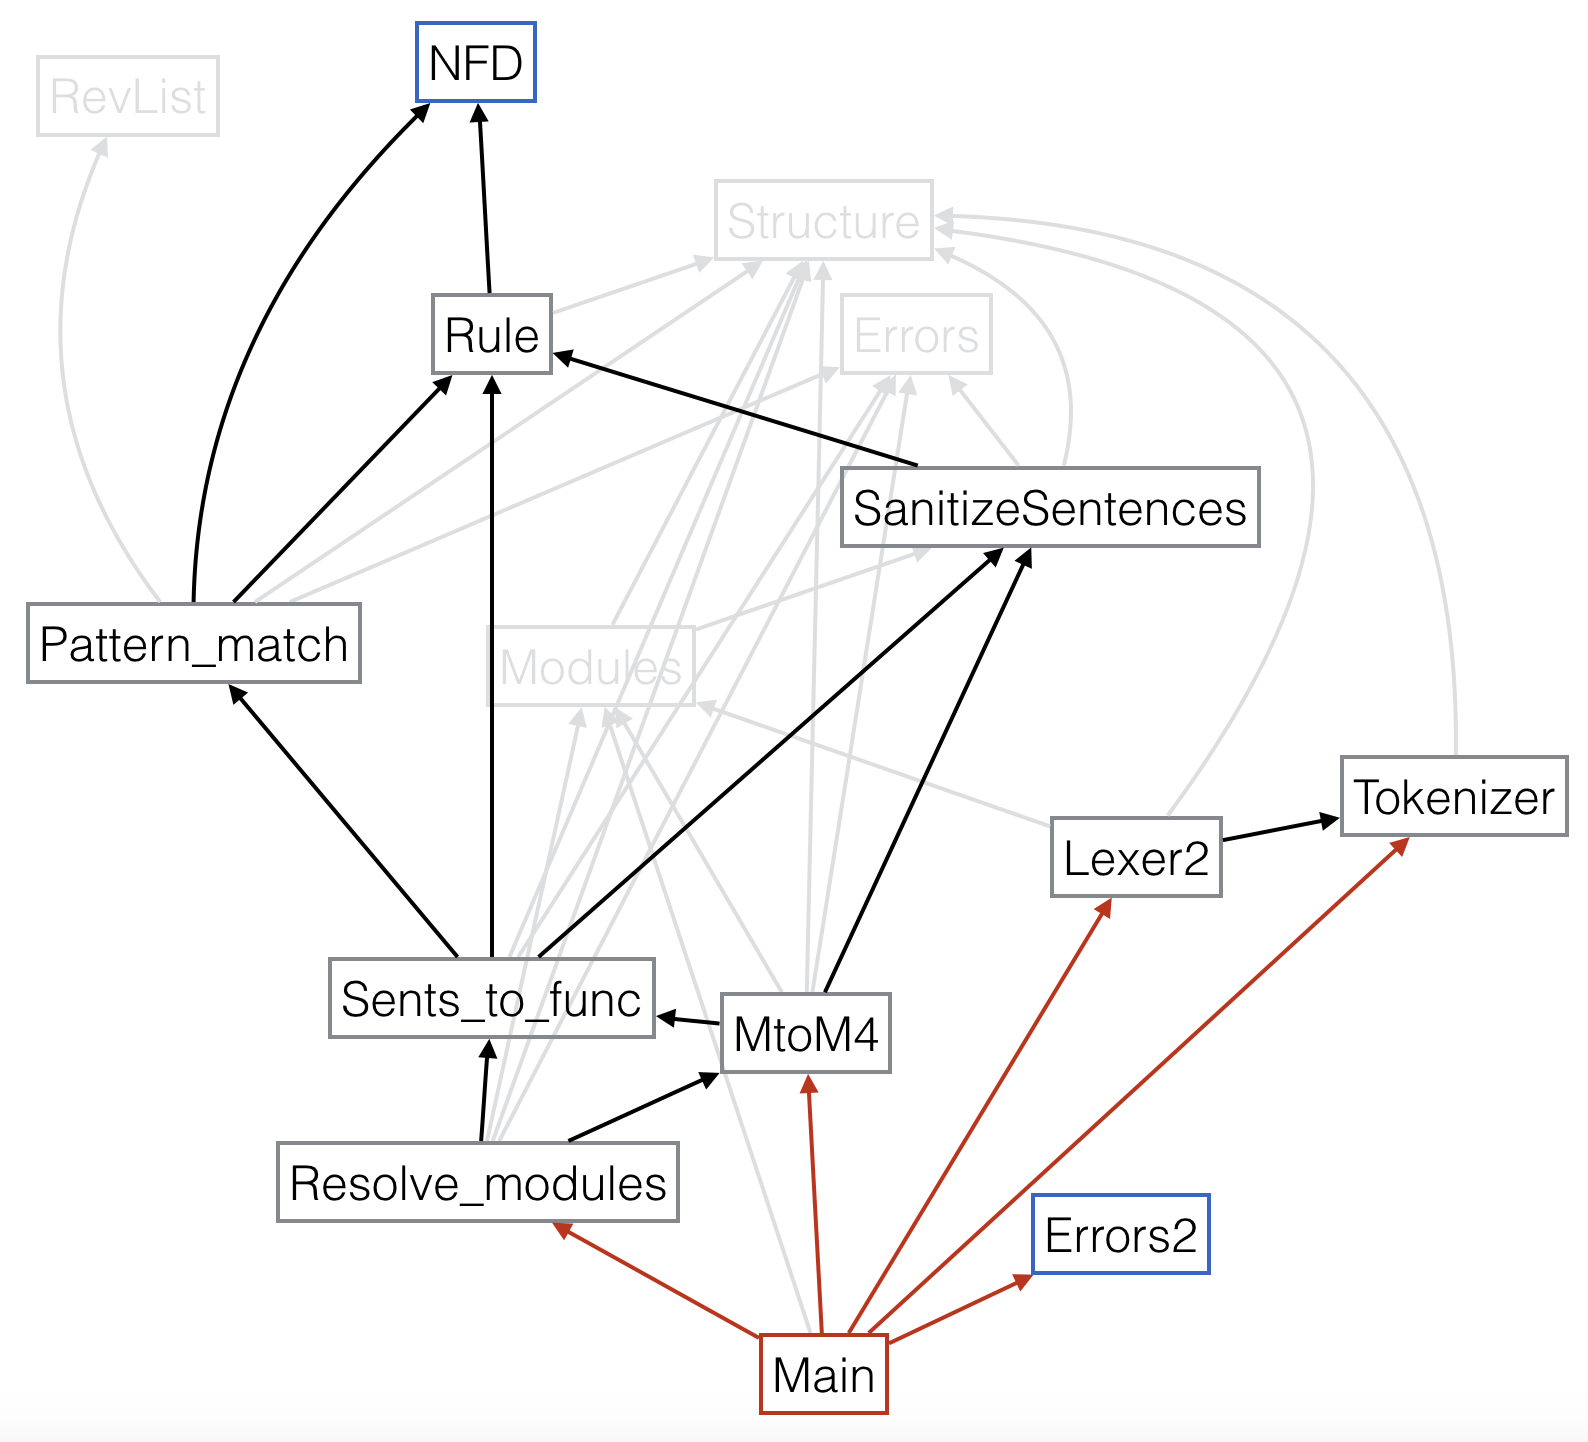 NFD
RevList
Structure
Rule
Errors
SanitizeSentences
Pattern_match
Modules
Tokenizer
Lexer2
Sents_to_func
MtoM4
Resolve_modules
Errors2
Main